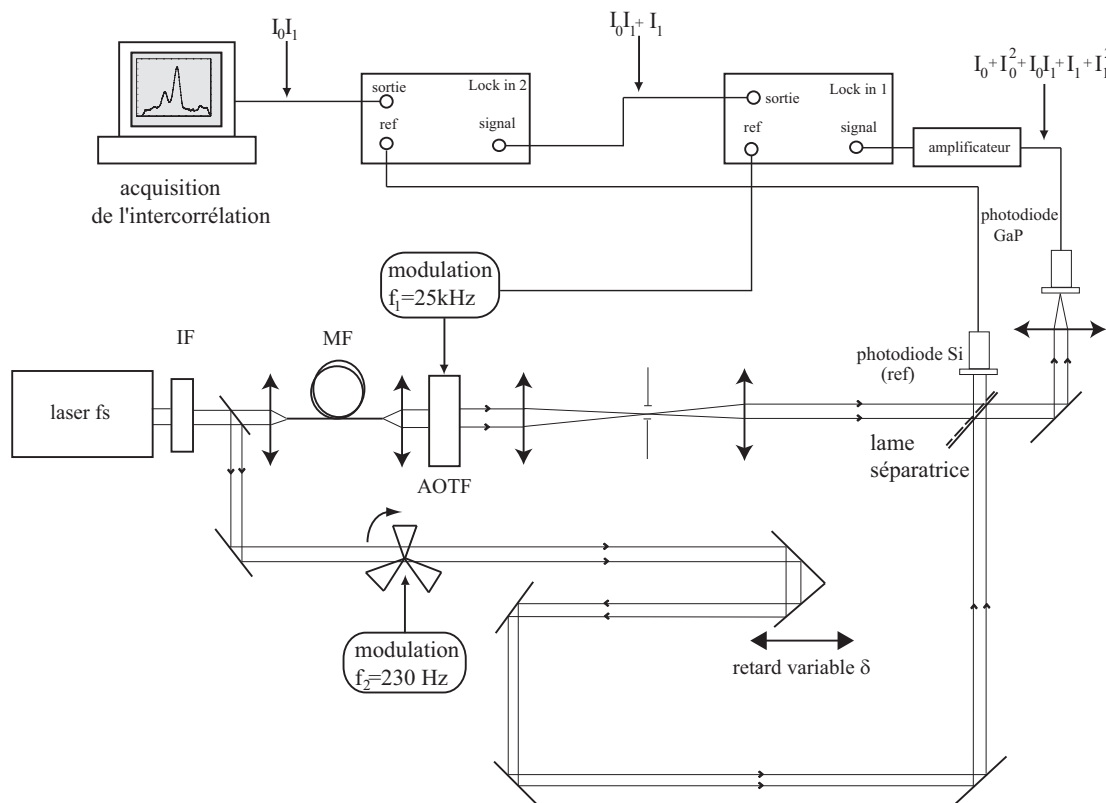 I₀I₁
I₀I₁+ I₁
I₀+I₀²+I₀I₁+I₁+I₁²
sortie
Lock in 2
ref
signal
sortie
Lock in 1
ref
signal
amplificateur
acquisition
de l'intercorrélation
photodiode
GaP
modulation
f₁=25kHz
IF
MF
photodiode Si
(ref)
laser fs
lame
séparatrice
AOTF
modulation
f₂=230 Hz
retard variable δ